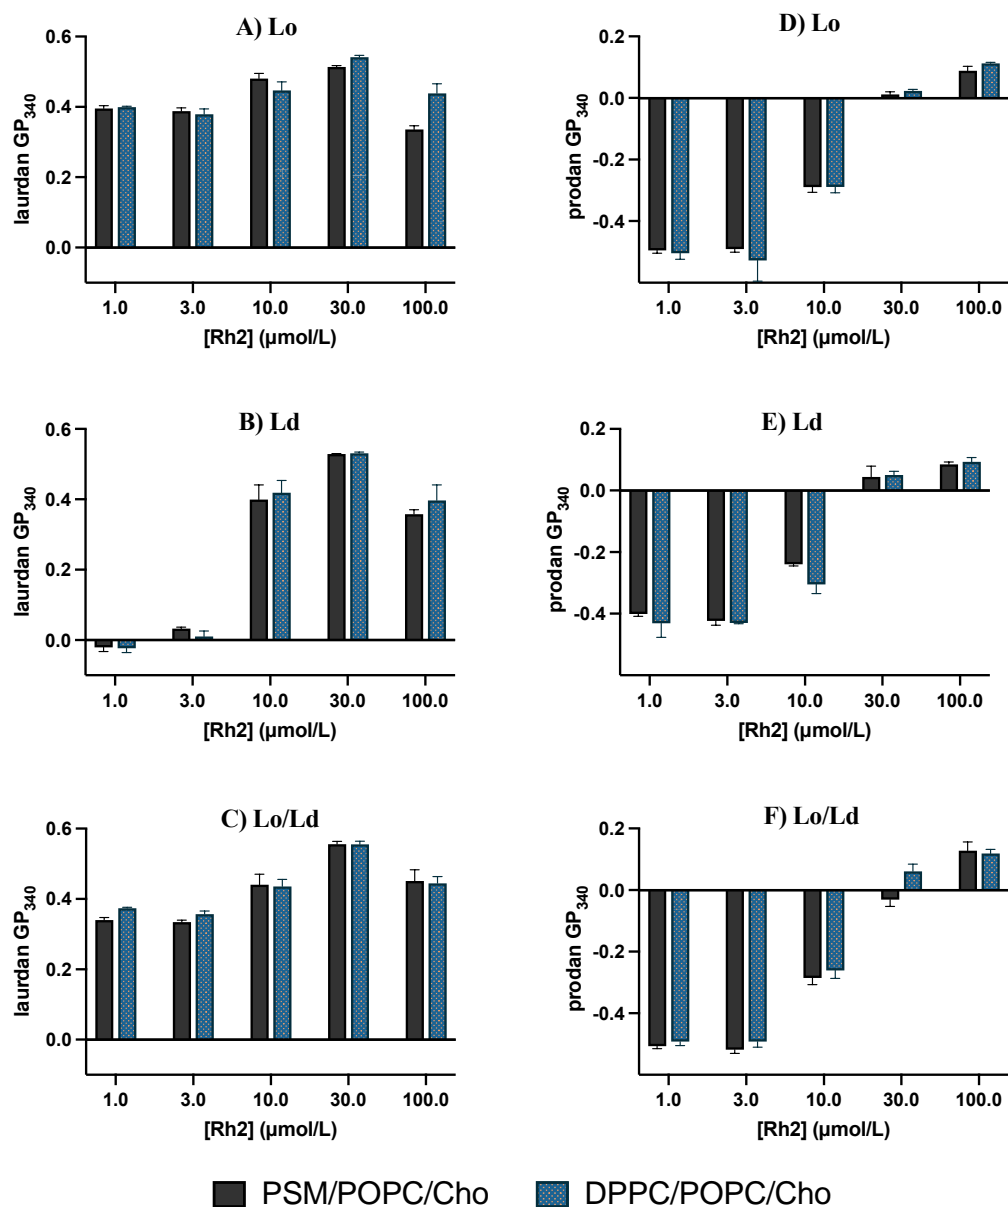 A) Lo
laurdan GP340
0.6
0.4
0.2
0.0
1.0 3.0 10.0 30.0 100.0
[Rh2] (µmol/L)
D) Lo
prodan GP340
0.2
0.0
-0.2
-0.4
1.0 3.0 10.0 30.0 100.0
[Rh2] (µmol/L)
B) Ld
laurdan GP340
0.6
0.4
0.2
0.0
1.0 3.0 10.0 30.0 100.0
[Rh2] (µmol/L)
E) Ld
prodan GP340
0.2
0.0
-0.2
-0.4
1.0 3.0 10.0 30.0 100.0
[Rh2] (µmol/L)
C) Lo/Ld
laurdan GP340
0.6
0.4
0.2
0.0
1.0 3.0 10.0 30.0 100.0
[Rh2] (µmol/L)
F) Lo/Ld
prodan GP340
0.2
0.0
-0.2
-0.4
1.0 3.0 10.0 30.0 100.0
[Rh2] (µmol/L)
PSM/POPC/Cho
DPPC/POPC/Cho